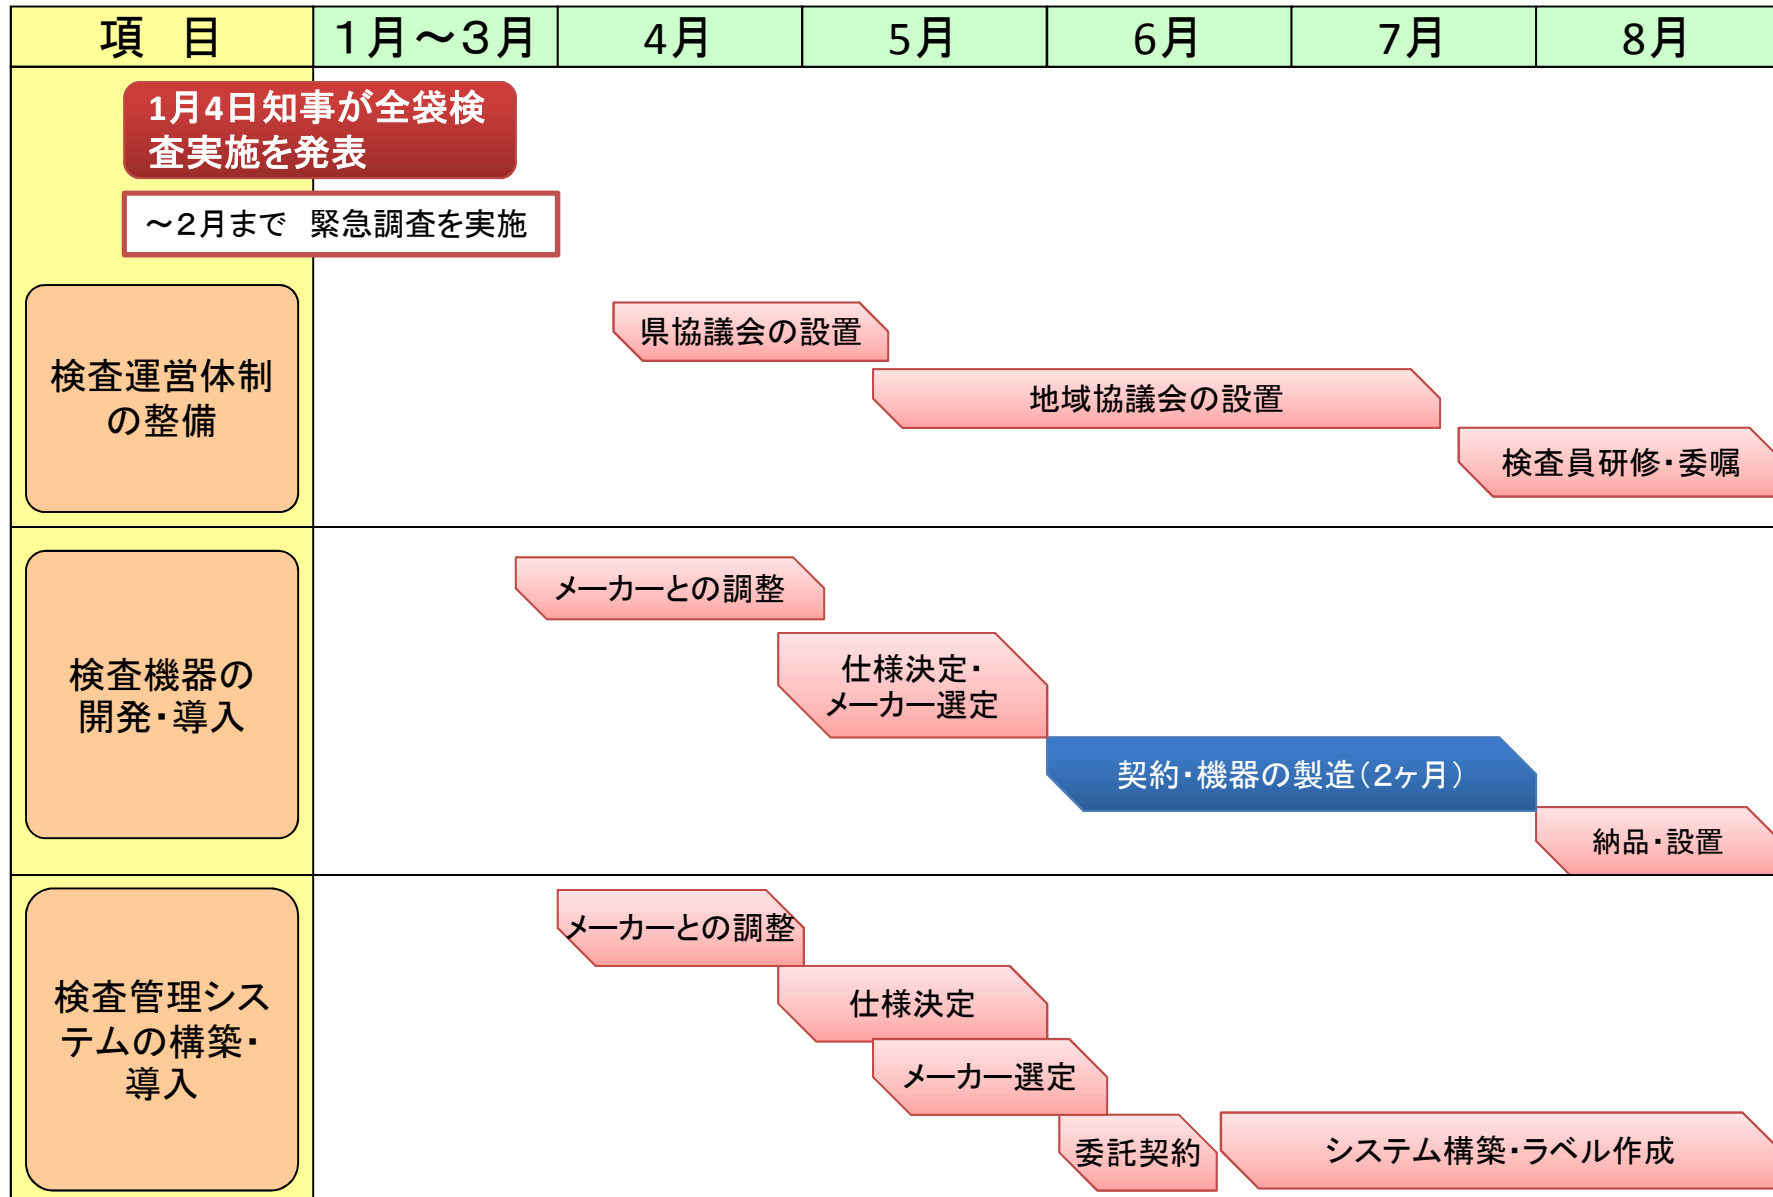 項　目
１月～３月
4月
5月
6月
7月
8月
1月4日知事が全袋検
査実施を発表
～２月まで　緊急調査を実施
検査運営体制
の整備
県協議会の設置
地域協議会の設置
検査員研修・委嘱
検査機器の
開発・導入
メーカーとの調整
仕様決定・
メーカー選定
契約・機器の製造（２ヶ月）
納品・設置
検査管理シス
テムの構築・
導入
メーカーとの調整
仕様決定
メーカー選定
委託契約
システム構築・ラベル作成